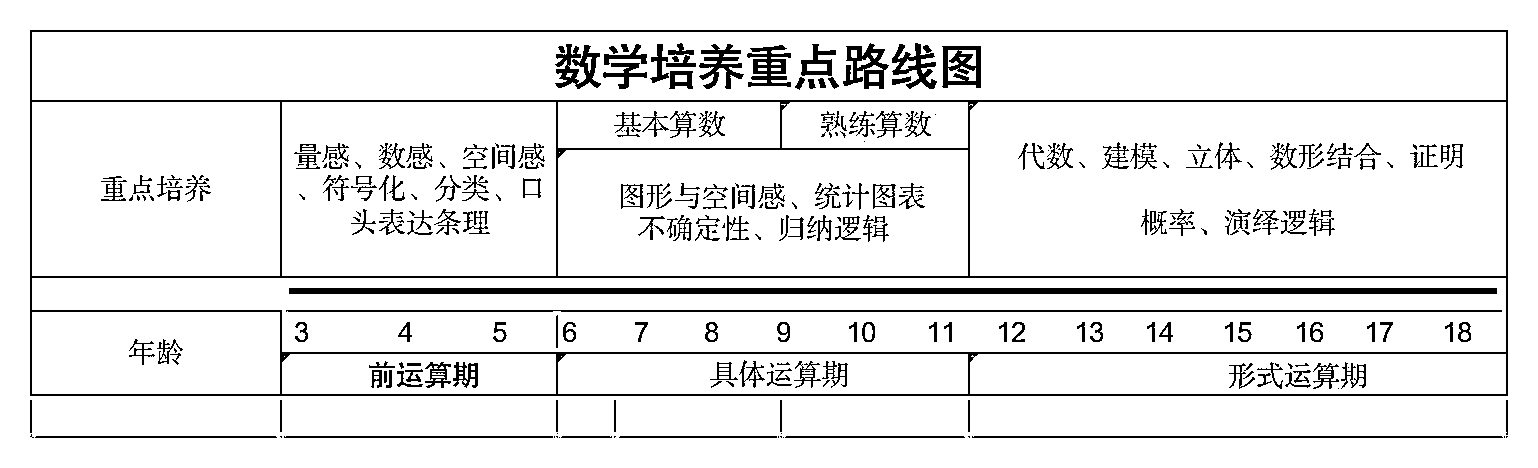 数学培养重点路线图
重点培养
量感、数感、空间感
、符号化、分类、口
头表达条理
基本算数
熟练算数
图形与空间感、统计图表
不确定性、归纳逻辑
代数、建模、立体、数形结合、证明
概率、演绎逻辑
年龄
3 4 5 6 7 8 9 10 11 12 13 14 15 16 17 18
前运算期
具体运算期
形式运算期